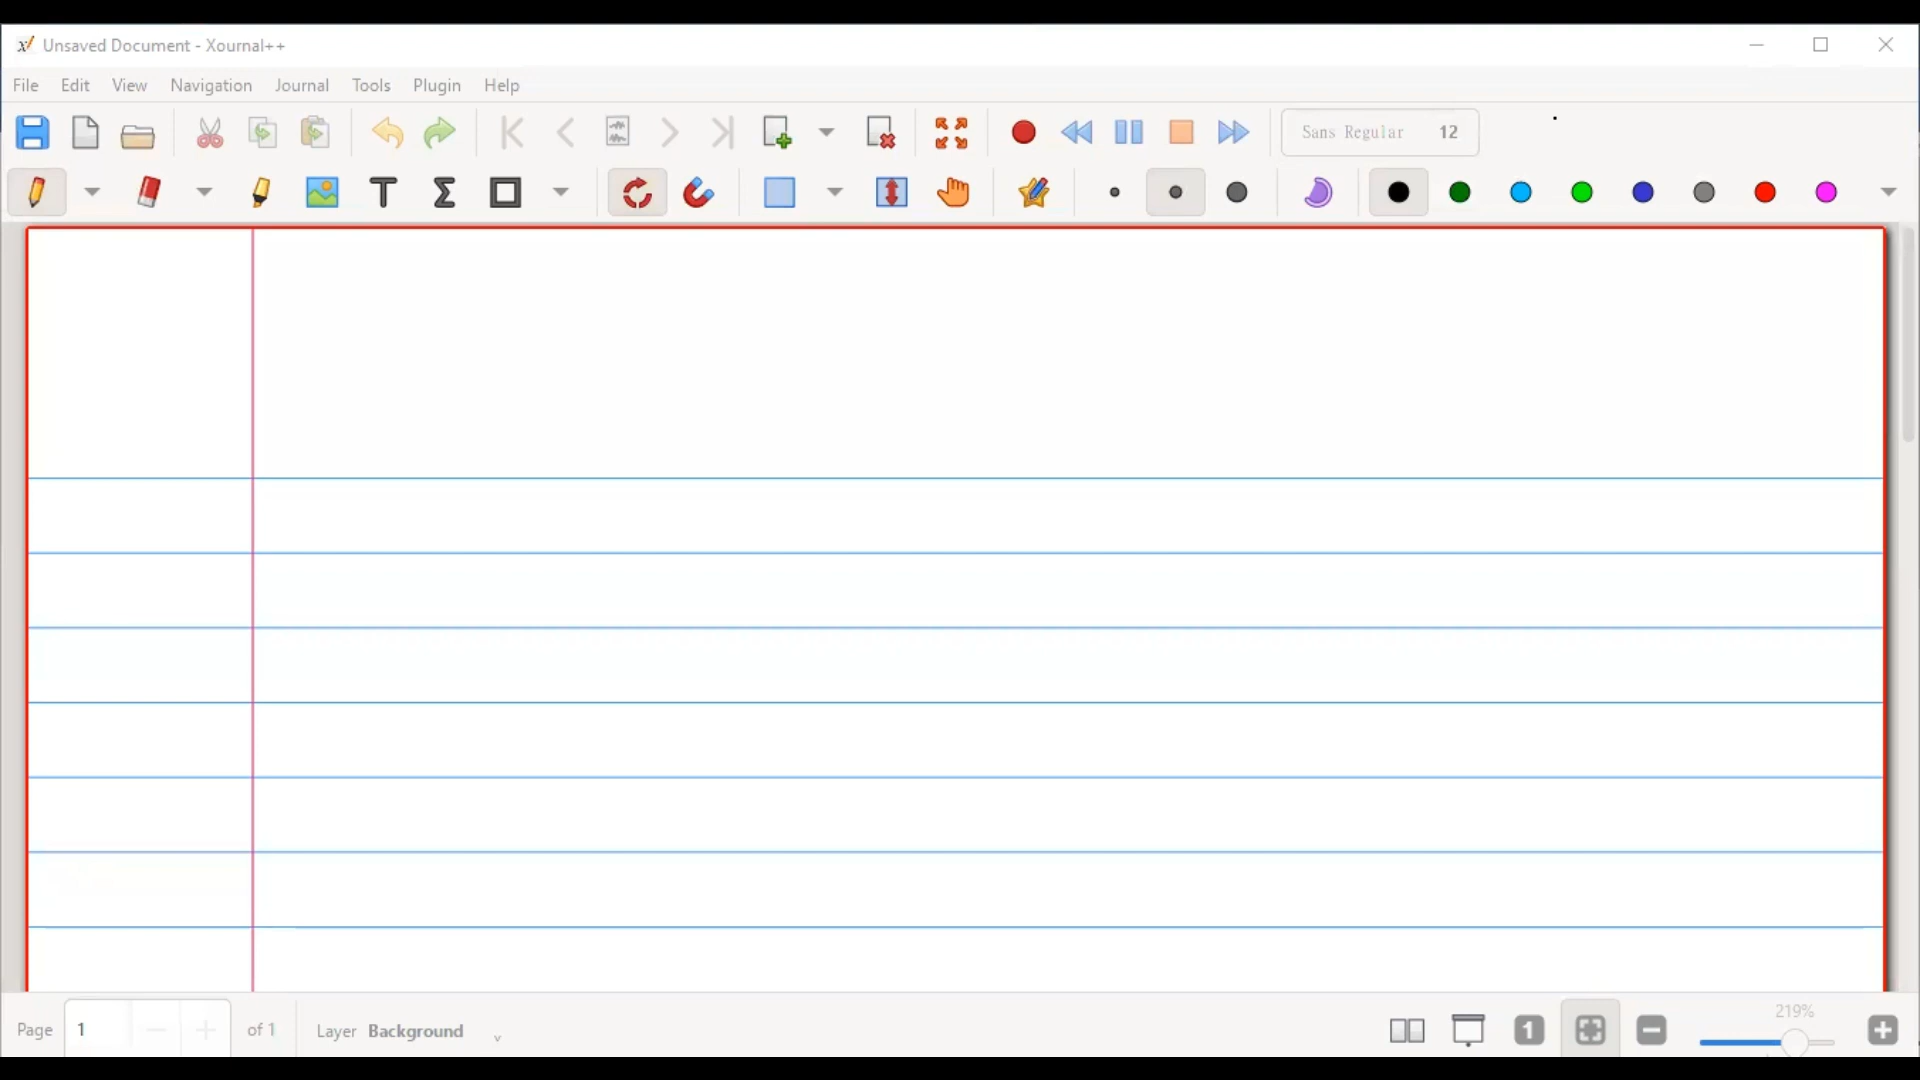 Unsaved Document - Xournal++
File Edit View Navigation Journal Tools Plugin Help
Sans Regular 12
219%
Page 1 of 1 Layer Background 1